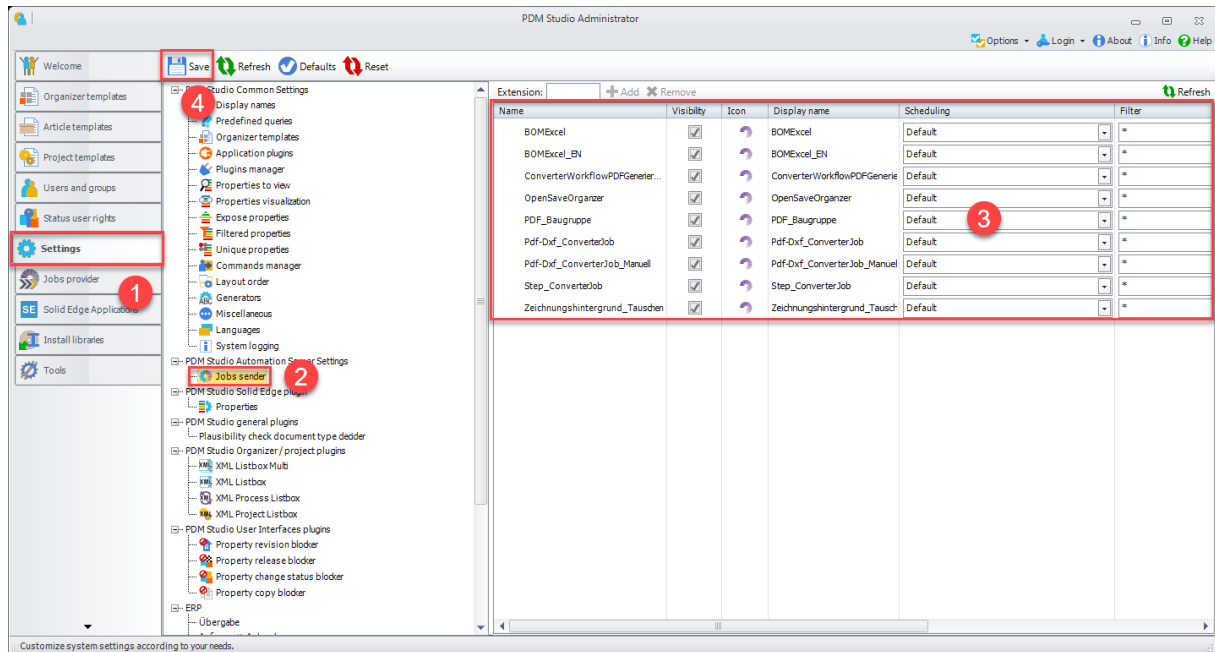 PDM Studio Administrator
Options Login About Info Help
Welcome
Organizer templates
Article templates
Project templates
Users and groups
Status user rights
Settings
Jobs provider
1
Solid Edge Applications
Install libraries
Tools
Save Refresh Defaults Reset
4
PDM Studio Common Settings
Display names
Predefined queries
Organizer templates
Application plugins
Plugins manager
Properties to view
Properties visualization
Expose properties
Filtered properties
Unique properties
Commands manager
Layout order
Generators
Miscellaneous
Languages
System logging
PDM Studio Automation Server Settings
Jobs sender
2
PDM Studio Solid Edge plugin
Properties
PDM Studio general plugins
Plausibility check document type decider
PDM Studio Organizer / project plugins
XML Listbox Multi
XML Listbox
XML Process Listbox
XML Project Listbox
PDM Studio User Interfaces plugins
Property revision blocker
Property release blocker
Property change status blocker
Property copy blocker
ERP
Übergabe
Extension: Add Remove Refresh
Name Visibility Icon Display name Scheduling Filter
BOMExcel BOMExcel Default *
BOMExcel_EN BOMExcel_EN Default *
ConverterWorkflowPDFGenerier... ConverterWorkflowPDFGenerie Default *
OpenSaveOrganzer OpenSaveOrganzer Default *
PDF_Baugruppe PDF_Baugruppe Default *
3
Pdf-Dxf_ConverterJob Pdf-Dxf_ConverterJob Default *
Pdf-Dxf_ConverterJob_Manuell Pdf-Dxf_ConverterJob_Manuel Default *
Step_ConverterJob Step_ConverterJob Default *
Zeichnungshintergrund_Tauschen Zeichnungshintergrund_Tausch Default *
Customize system settings according to your needs.